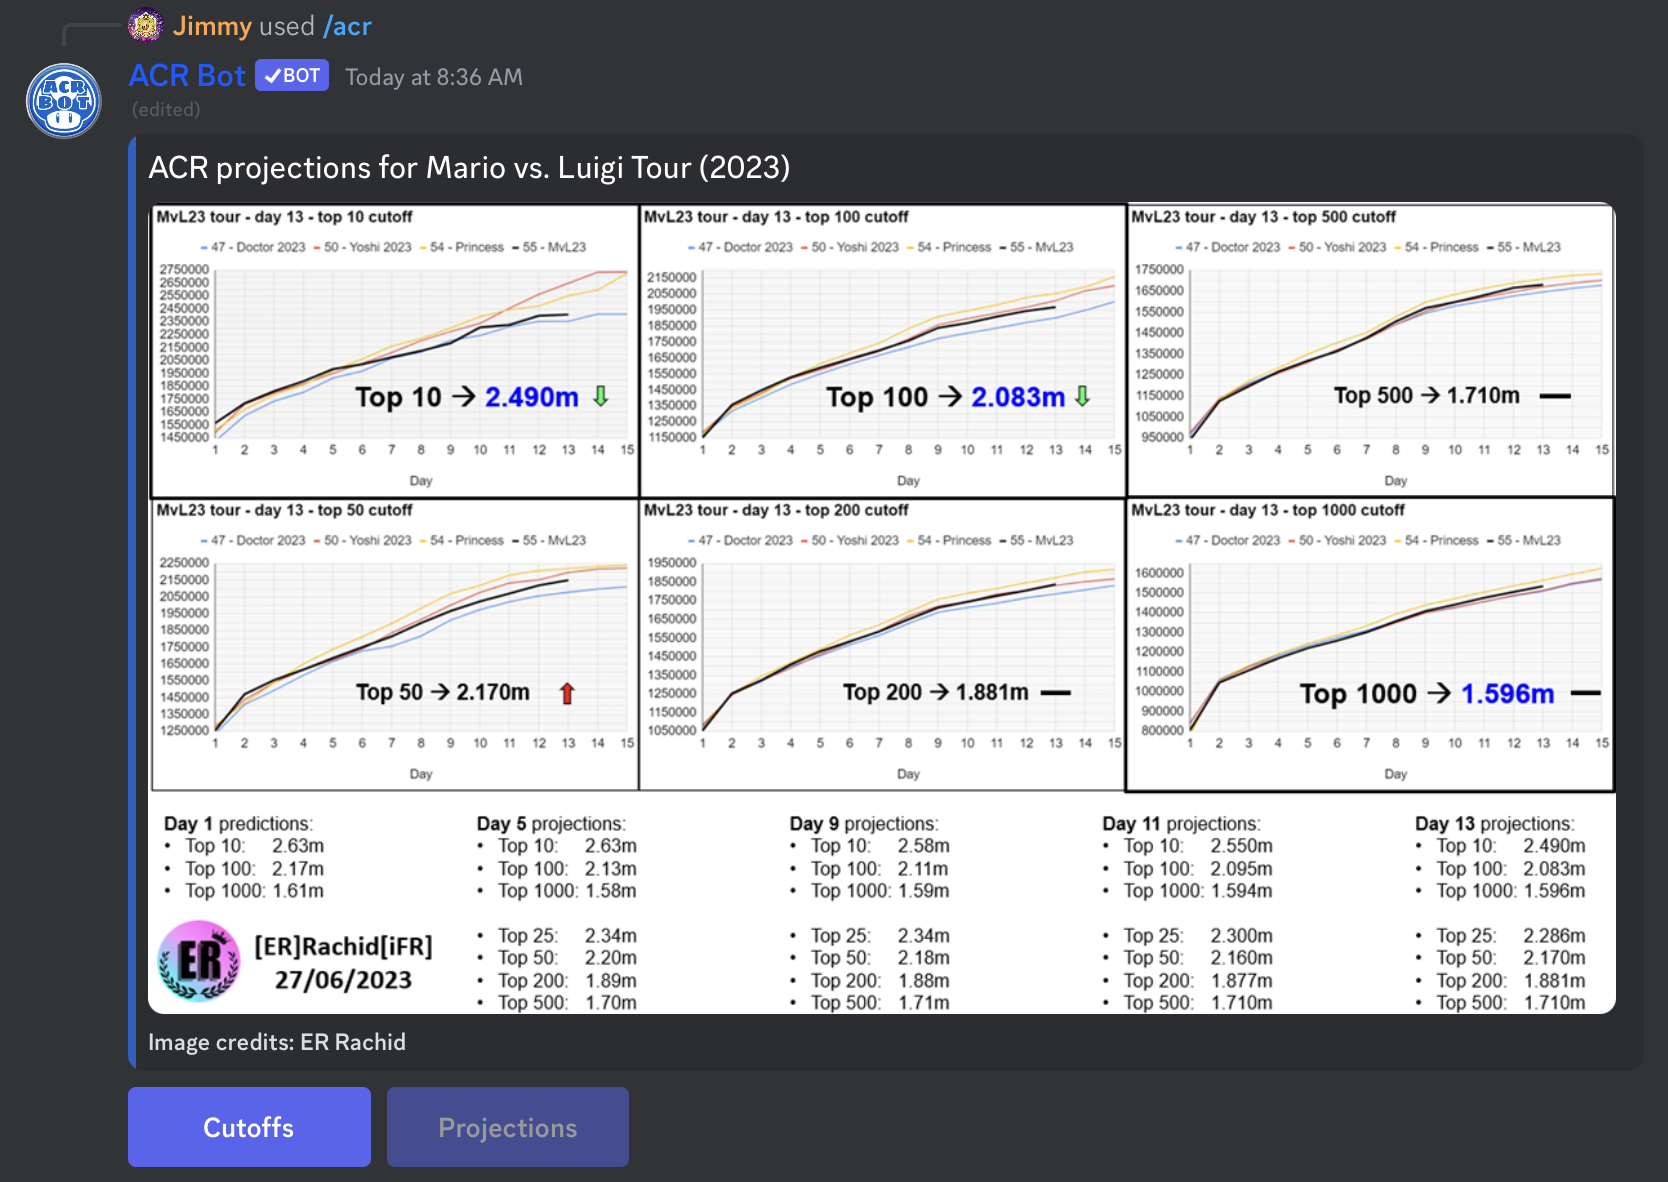 Jimmy used /acr
ACR Bot ✓BOT Today at 8:36 AM
(edited)
ACR BOT
ACR projections for Mario vs. Luigi Tour (2023)
MvL23 tour - day 13 - top 10 cutoff
47 - Doctor 2023 50 - Yoshi 2023 54 - Princess 55 - MvL23
2750000
2650000
2550000
2450000
2350000
2250000
2150000
2050000
1950000
1850000
1750000
1650000
1550000
1450000
Top 10 → 2.490m
1 2 3 4 5 6 7 8 9 10 11 12 13 14 15
Day
MvL23 tour - day 13 - top 100 cutoff
47 - Doctor 2023 50 - Yoshi 2023 54 - Princess 55 - MvL23
2150000
2050000
1950000
1850000
1750000
1650000
1550000
1450000
1350000
1250000
1150000
Top 100 → 2.083m
1 2 3 4 5 6 7 8 9 10 11 12 13 14 15
Day
MvL23 tour - day 13 - top 500 cutoff
47 - Doctor 2023 50 - Yoshi 2023 54 - Princess 55 - MvL23
1750000
1650000
1550000
1450000
1350000
1250000
1150000
1050000
950000
Top 500 → 1.710m
1 2 3 4 5 6 7 8 9 10 11 12 13 14 15
Day
MvL23 tour - day 13 - top 50 cutoff
47 - Doctor 2023 50 - Yoshi 2023 54 - Princess 55 - MvL23
2250000
2150000
2050000
1950000
1850000
1750000
1650000
1550000
1450000
1350000
1250000
Top 50 → 2.170m
1 2 3 4 5 6 7 8 9 10 11 12 13 14 15
Day
MvL23 tour - day 13 - top 200 cutoff
47 - Doctor 2023 50 - Yoshi 2023 54 - Princess 55 - MvL23
1950000
1850000
1750000
1650000
1550000
1450000
1350000
1250000
1150000
1050000
Top 200 → 1.881m
1 2 3 4 5 6 7 8 9 10 11 12 13 14 15
Day
MvL23 tour - day 13 - top 1000 cutoff
47 - Doctor 2023 50 - Yoshi 2023 54 - Princess 55 - MvL23
1600000
1500000
1400000
1300000
1200000
1100000
1000000
900000
800000
Top 1000 → 1.596m
1 2 3 4 5 6 7 8 9 10 11 12 13 14 15
Day
Day 1 predictions:
• Top 10: 2.63m
• Top 100: 2.17m
• Top 1000: 1.61m
ER
[ER]Rachid[iFR]
27/06/2023
Day 5 projections:
• Top 10: 2.63m
• Top 100: 2.13m
• Top 1000: 1.58m
• Top 25: 2.34m
• Top 50: 2.20m
• Top 200: 1.89m
• Top 500: 1.70m
Day 9 projections:
• Top 10: 2.58m
• Top 100: 2.11m
• Top 1000: 1.59m
• Top 25: 2.34m
• Top 50: 2.18m
• Top 200: 1.88m
• Top 500: 1.71m
Day 11 projections:
• Top 10: 2.550m
• Top 100: 2.095m
• Top 1000: 1.594m
• Top 25: 2.300m
• Top 50: 2.160m
• Top 200: 1.877m
• Top 500: 1.710m
Day 13 projections:
• Top 10: 2.490m
• Top 100: 2.083m
• Top 1000: 1.596m
• Top 25: 2.286m
• Top 50: 2.170m
• Top 200: 1.881m
• Top 500: 1.710m
Image credits: ER Rachid
Cutoffs
Projections